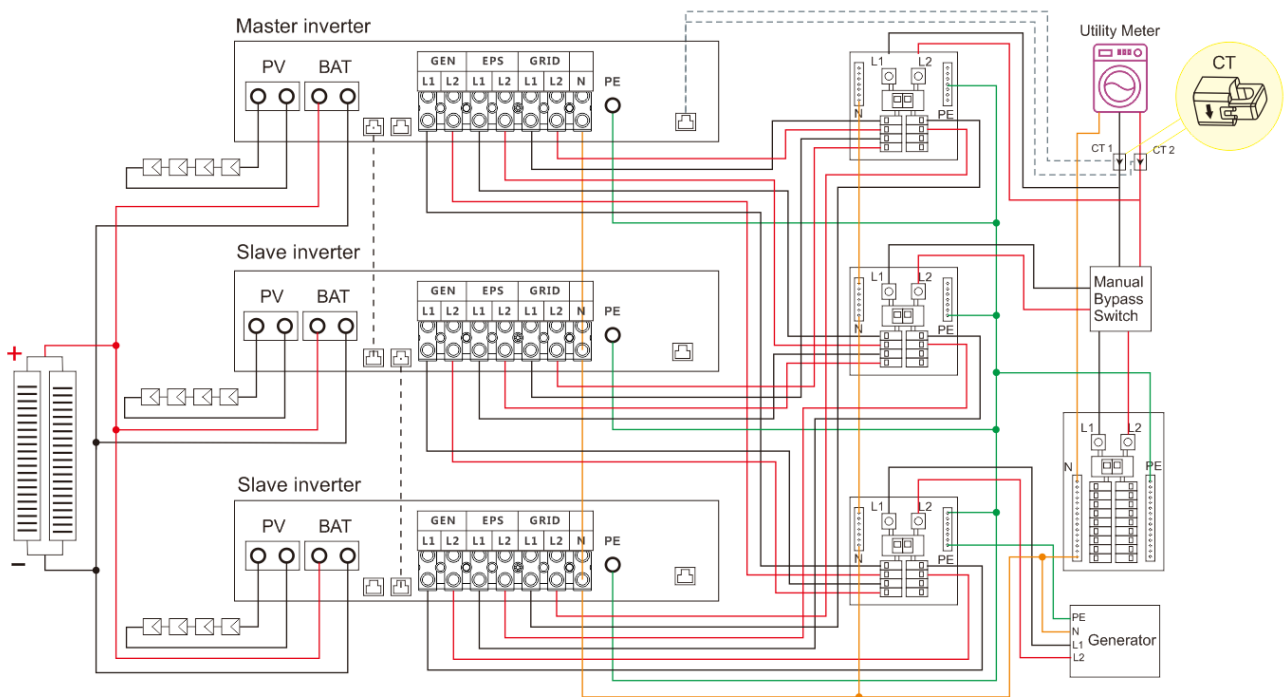 Master inverter
PV BAT
GEN EPS GRID
L1 L2 L1 L2 L1 L2 N PE
L1 L2
N PE
Utility Meter
CT
CT 1 CT 2
Slave inverter
PV BAT
GEN EPS GRID
L1 L2 L1 L2 L1 L2 N PE
L1 L2
N PE
Manual
Bypass
Switch
+
−
L1 L2
N PE
Slave inverter
PV BAT
GEN EPS GRID
L1 L2 L1 L2 L1 L2 N PE
L1 L2
N PE
PE
N
L1
L2
Generator